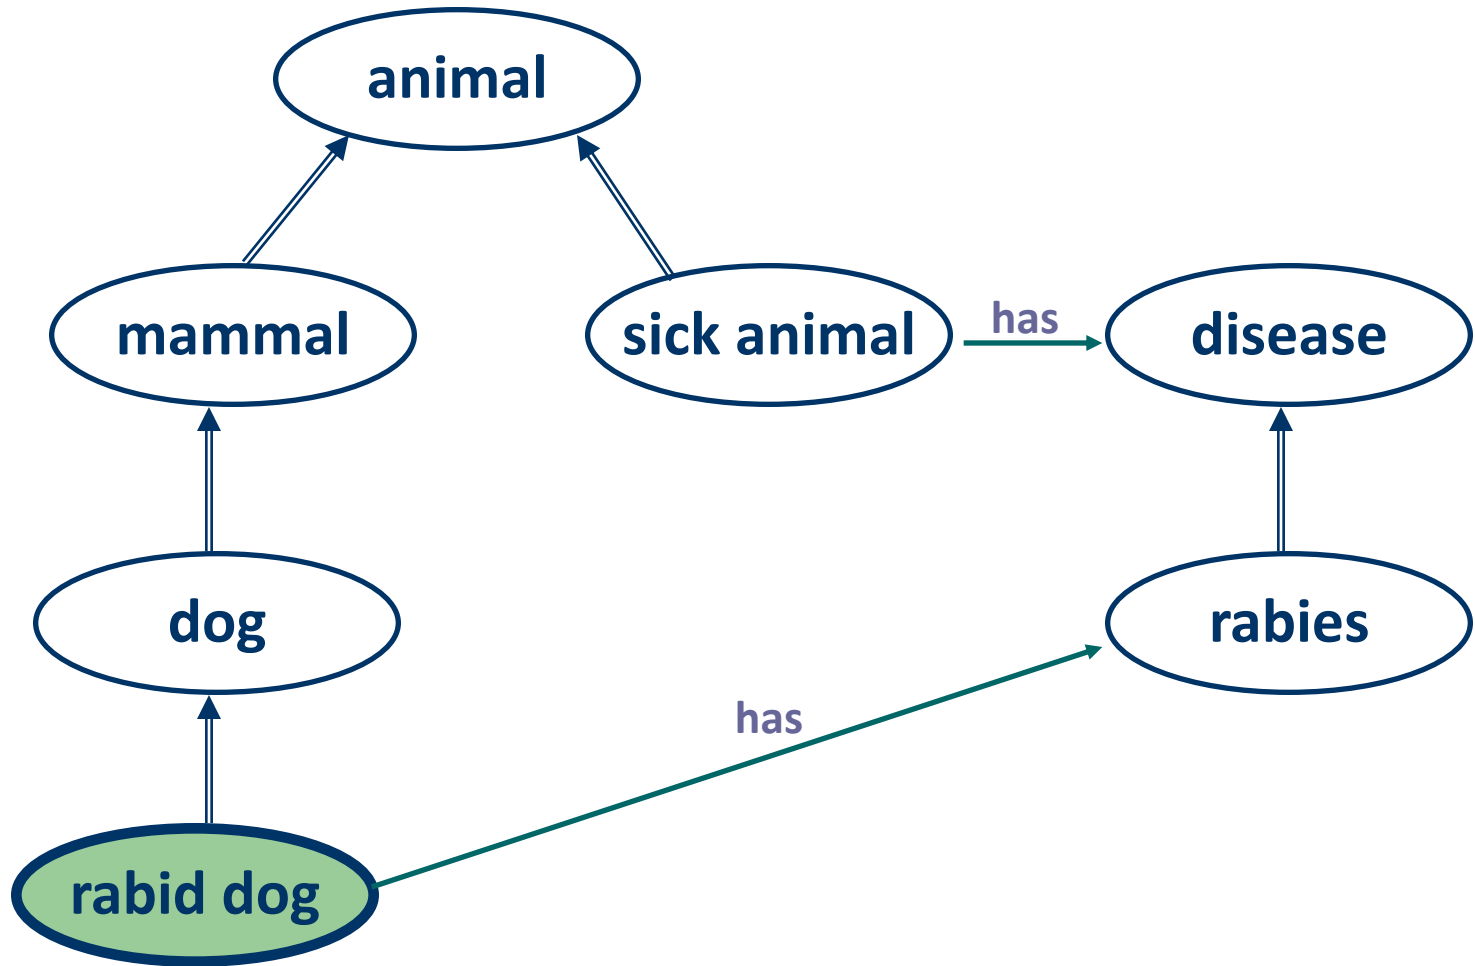 animal
mammal
sick animal
has
disease
dog
rabies
has
rabid dog